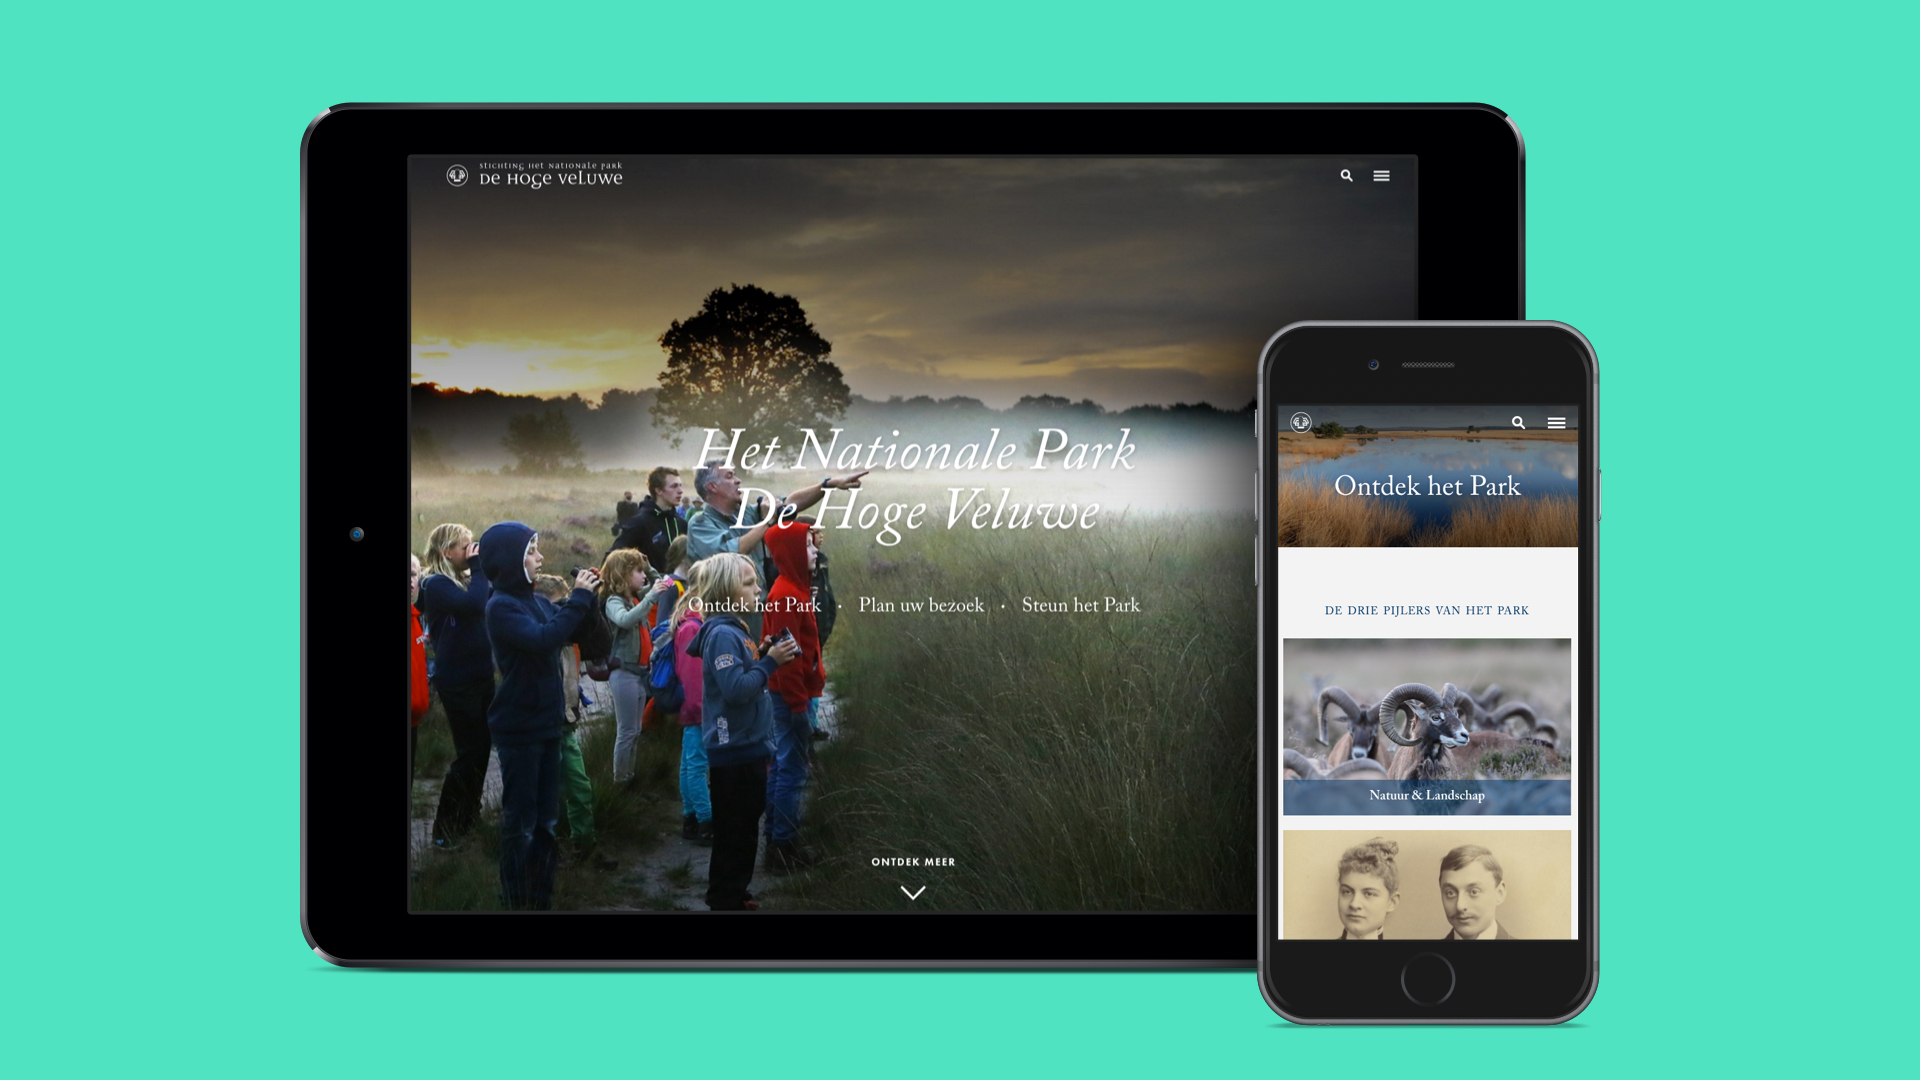 STICHTING HET NATIONALE PARK
DE HOGE VELUWE
Het Nationale Park
De Hoge Veluwe
Ontdek het Park · Plan uw bezoek · Steun het Park
ONTDEK MEER
Ontdek het Park
DE DRIE PIJLERS VAN HET PARK
Natuur & Landschap